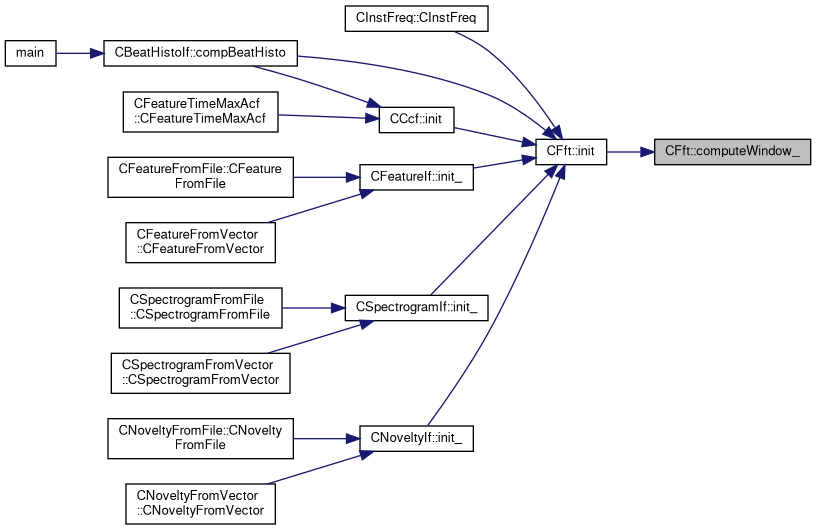 CInstFreq::CInstFreq
main
CBeatHistoIf::compBeatHisto
CFeatureTimeMaxAcf
::CFeatureTimeMaxAcf
CCcf::init
CFft::init
CFft::computeWindow_
CFeatureFromFile::CFeature
FromFile
CFeatureIf::init_
CFeatureFromVector
::CFeatureFromVector
CSpectrogramFromFile
::CSpectrogramFromFile
CSpectrogramIf::init_
CSpectrogramFromVector
::CSpectrogramFromVector
CNoveltyFromFile::CNovelty
FromFile
CNoveltyIf::init_
CNoveltyFromVector
::CNoveltyFromVector